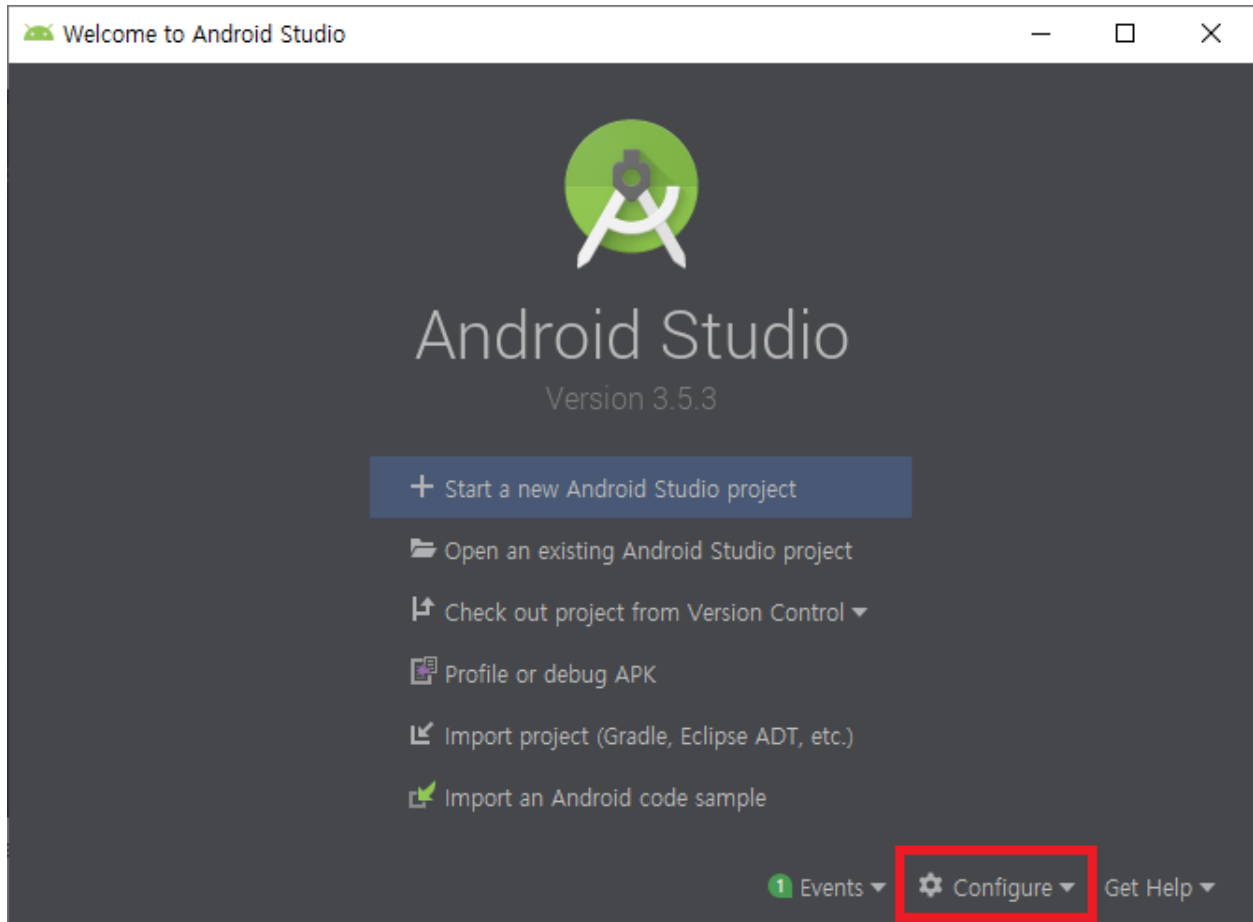 Welcome to Android Studio
Android Studio
Version 3.5.3
Start a new Android Studio project
Open an existing Android Studio project
Check out project from Version Control
Profile or debug APK
Import project (Gradle, Eclipse ADT, etc.)
Import an Android code sample
1 Events Configure Get Help